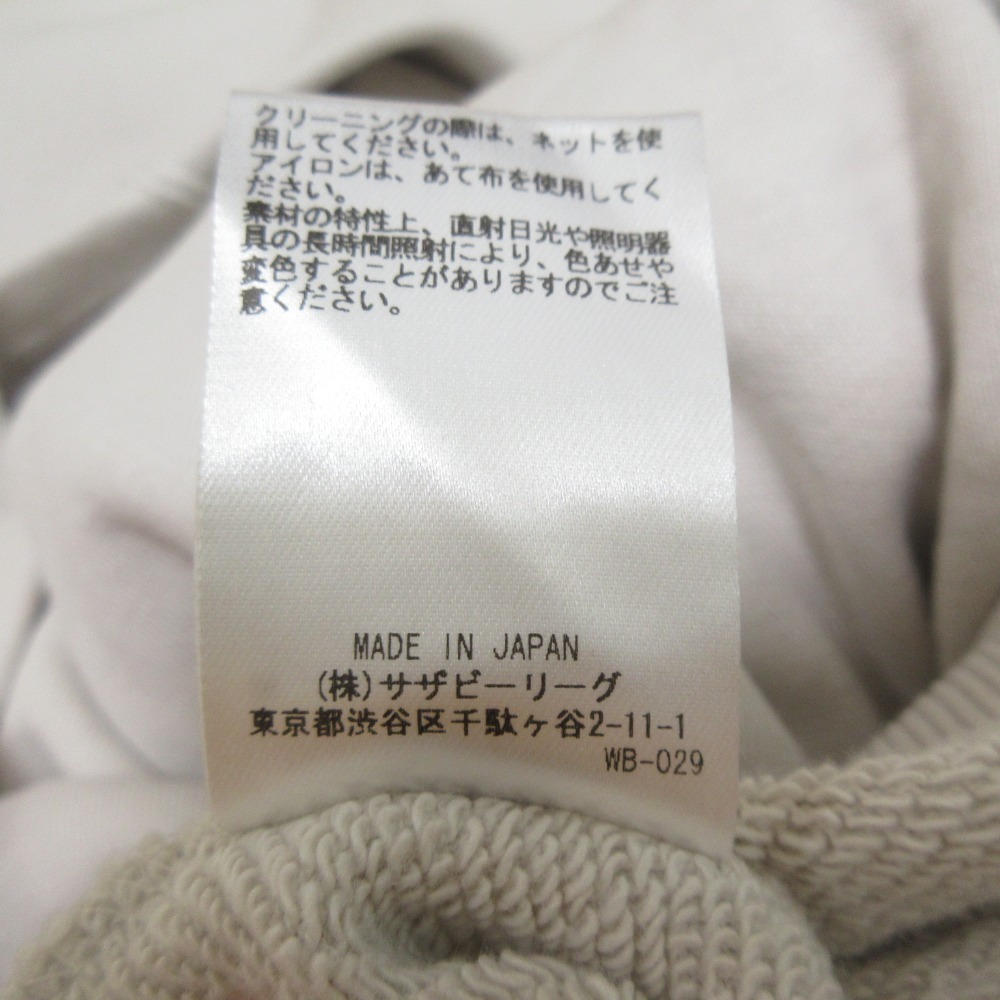 クリーニングの際は、ネットを使
用してください。
アイロンは、あて布を使用してく
ださい。
素材の特性上、直射日光や照明器
具の長時間照射により、色あせや
変色することがありますのでご注
意ください。
MADE IN JAPAN
(株)サザビーリーグ
東京都渋谷区千駄ヶ谷2-11-1
WB-029